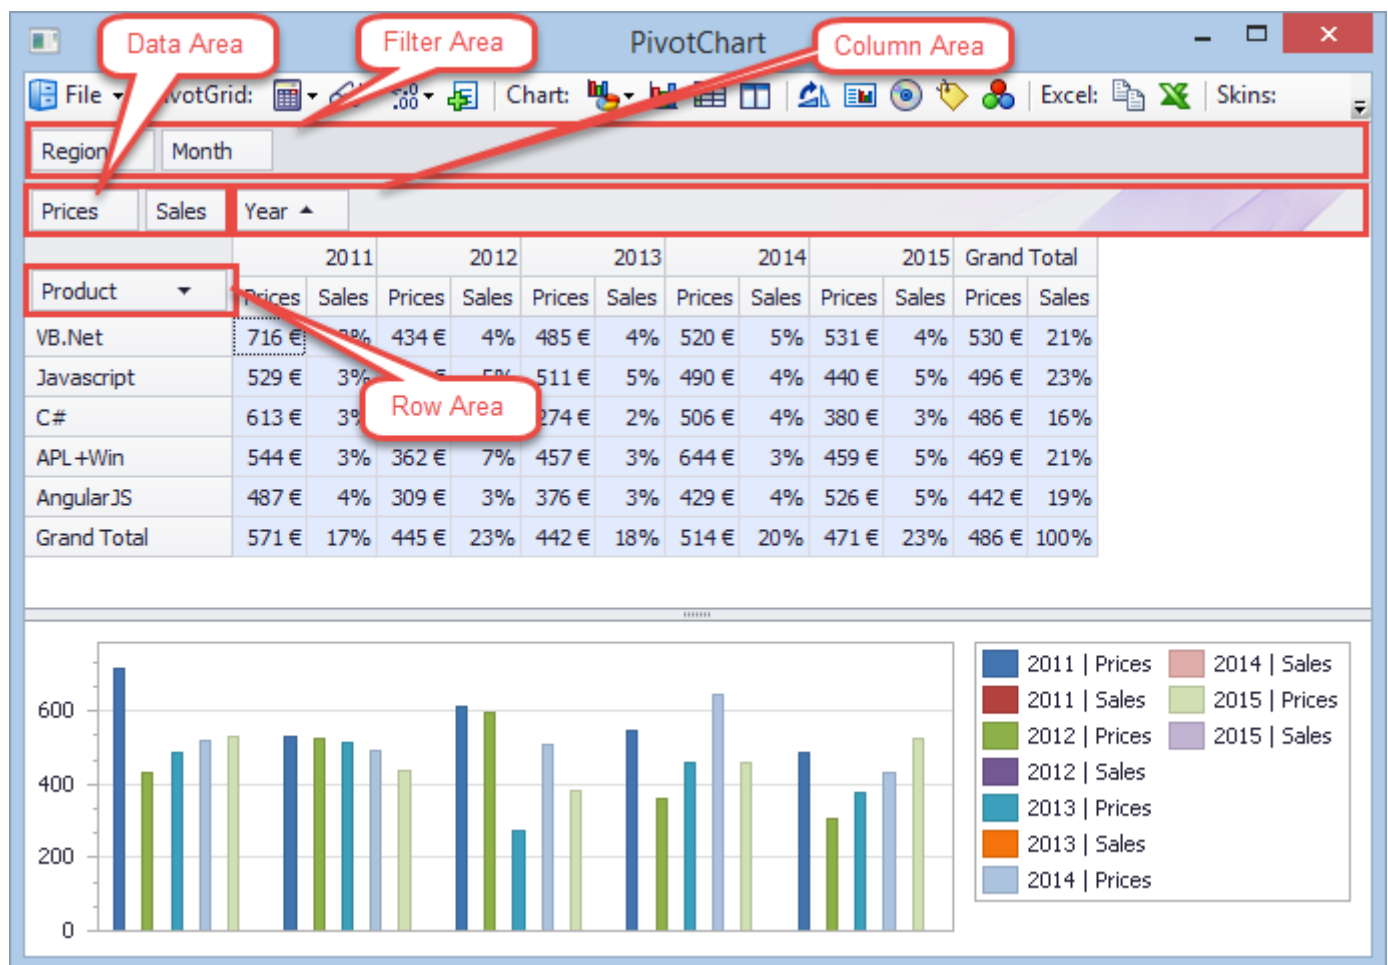 Data Area
Filter Area
PivotChart
Column Area
File
votGrid:
Chart:
Excel:
Skins:
Region Month
Prices Sales Year
2011 2012 2013 2014 2015 Grand Total
Product
Prices Sales Prices Sales Prices Sales Prices Sales Prices Sales Prices Sales
VB.Net 716 € 434 € 4% 485 € 4% 520 € 5% 531 € 4% 530 € 21%
Javascript 529 € 3% 5% 511 € 5% 490 € 4% 440 € 5% 496 € 23%
Row Area
C# 613 € 3% 274 € 2% 506 € 4% 380 € 3% 486 € 16%
APL+Win 544 € 3% 362 € 7% 457 € 3% 644 € 3% 459 € 5% 469 € 21%
AngularJS 487 € 4% 309 € 3% 376 € 3% 429 € 4% 526 € 5% 442 € 19%
Grand Total 571 € 17% 445 € 23% 442 € 18% 514 € 20% 471 € 23% 486 € 100%
600
400
200
0
2011 | Prices 2014 | Sales
2011 | Sales 2015 | Prices
2012 | Prices 2015 | Sales
2012 | Sales
2013 | Prices
2013 | Sales
2014 | Prices